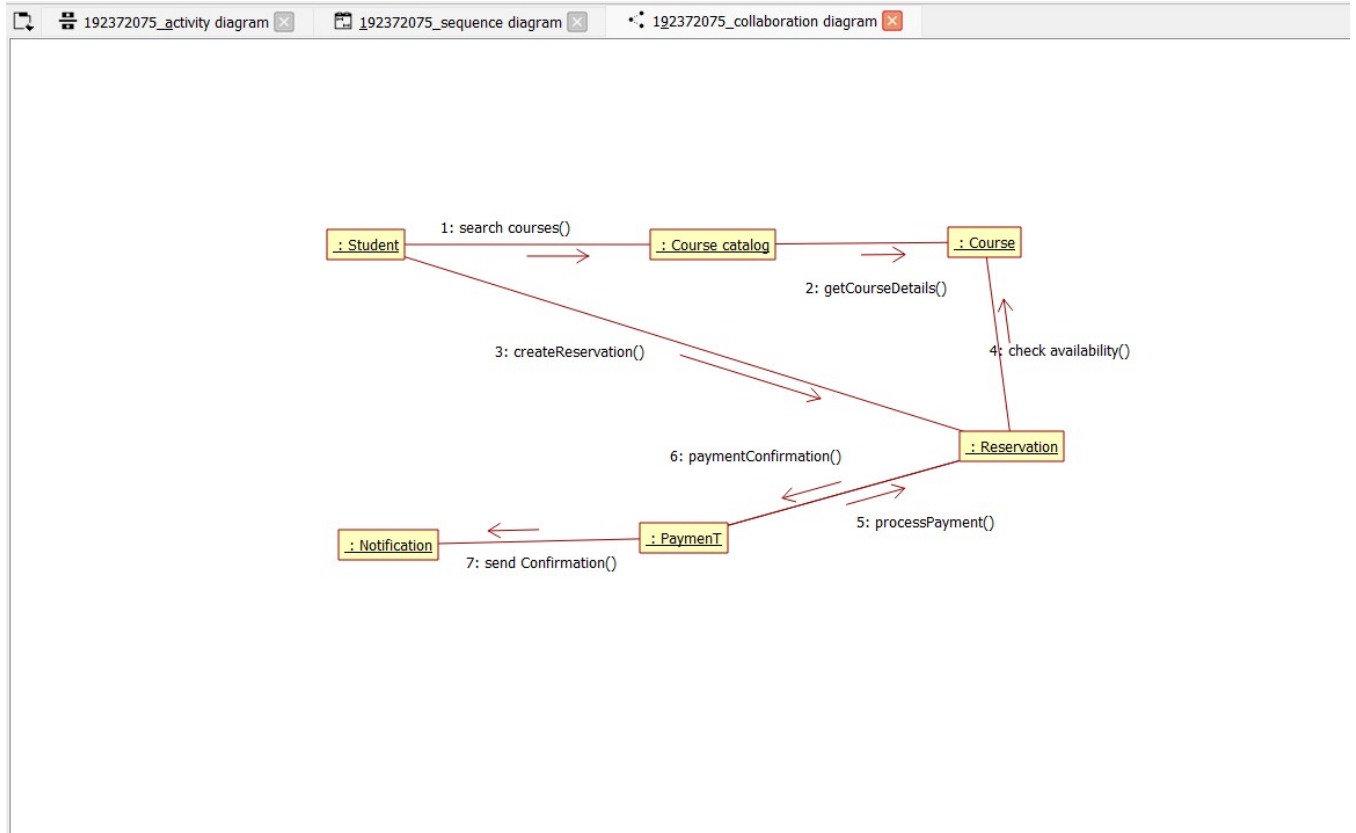 192372075_activity diagram
192372075_sequence diagram
192372075_collaboration diagram
1: search courses()
: Student
: Course catalog
: Course
2: getCourseDetails()
3: createReservation()
4: check availability()
: Reservation
6: paymentConfirmation()
5: processPayment()
: PaymenT
: Notification
7: send Confirmation()